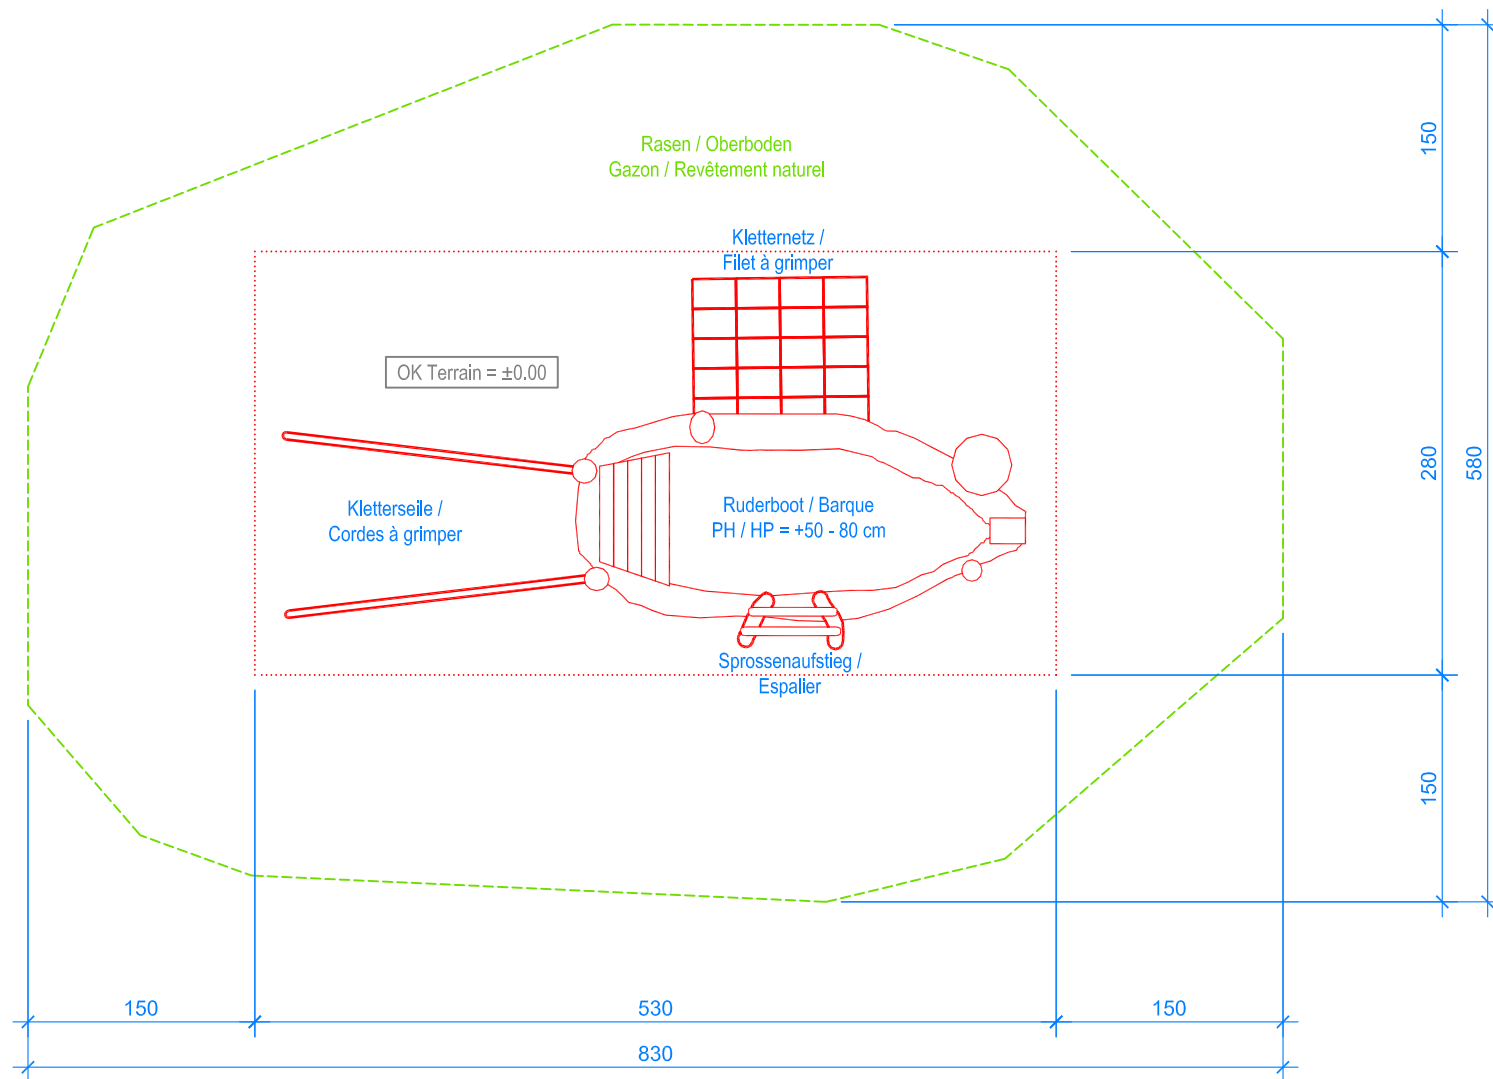 Rasen / Oberboden
Gazon / Revêtement naturel
150
Kletternetz /
Filet à grimper
OK Terrain = ±0.00
280
580
Kletterseile /
Cordes à grimper
Ruderboot / Barque
PH / HP = +50 - 80 cm
Sprossenaufstieg /
Espalier
150
150
530
150
830